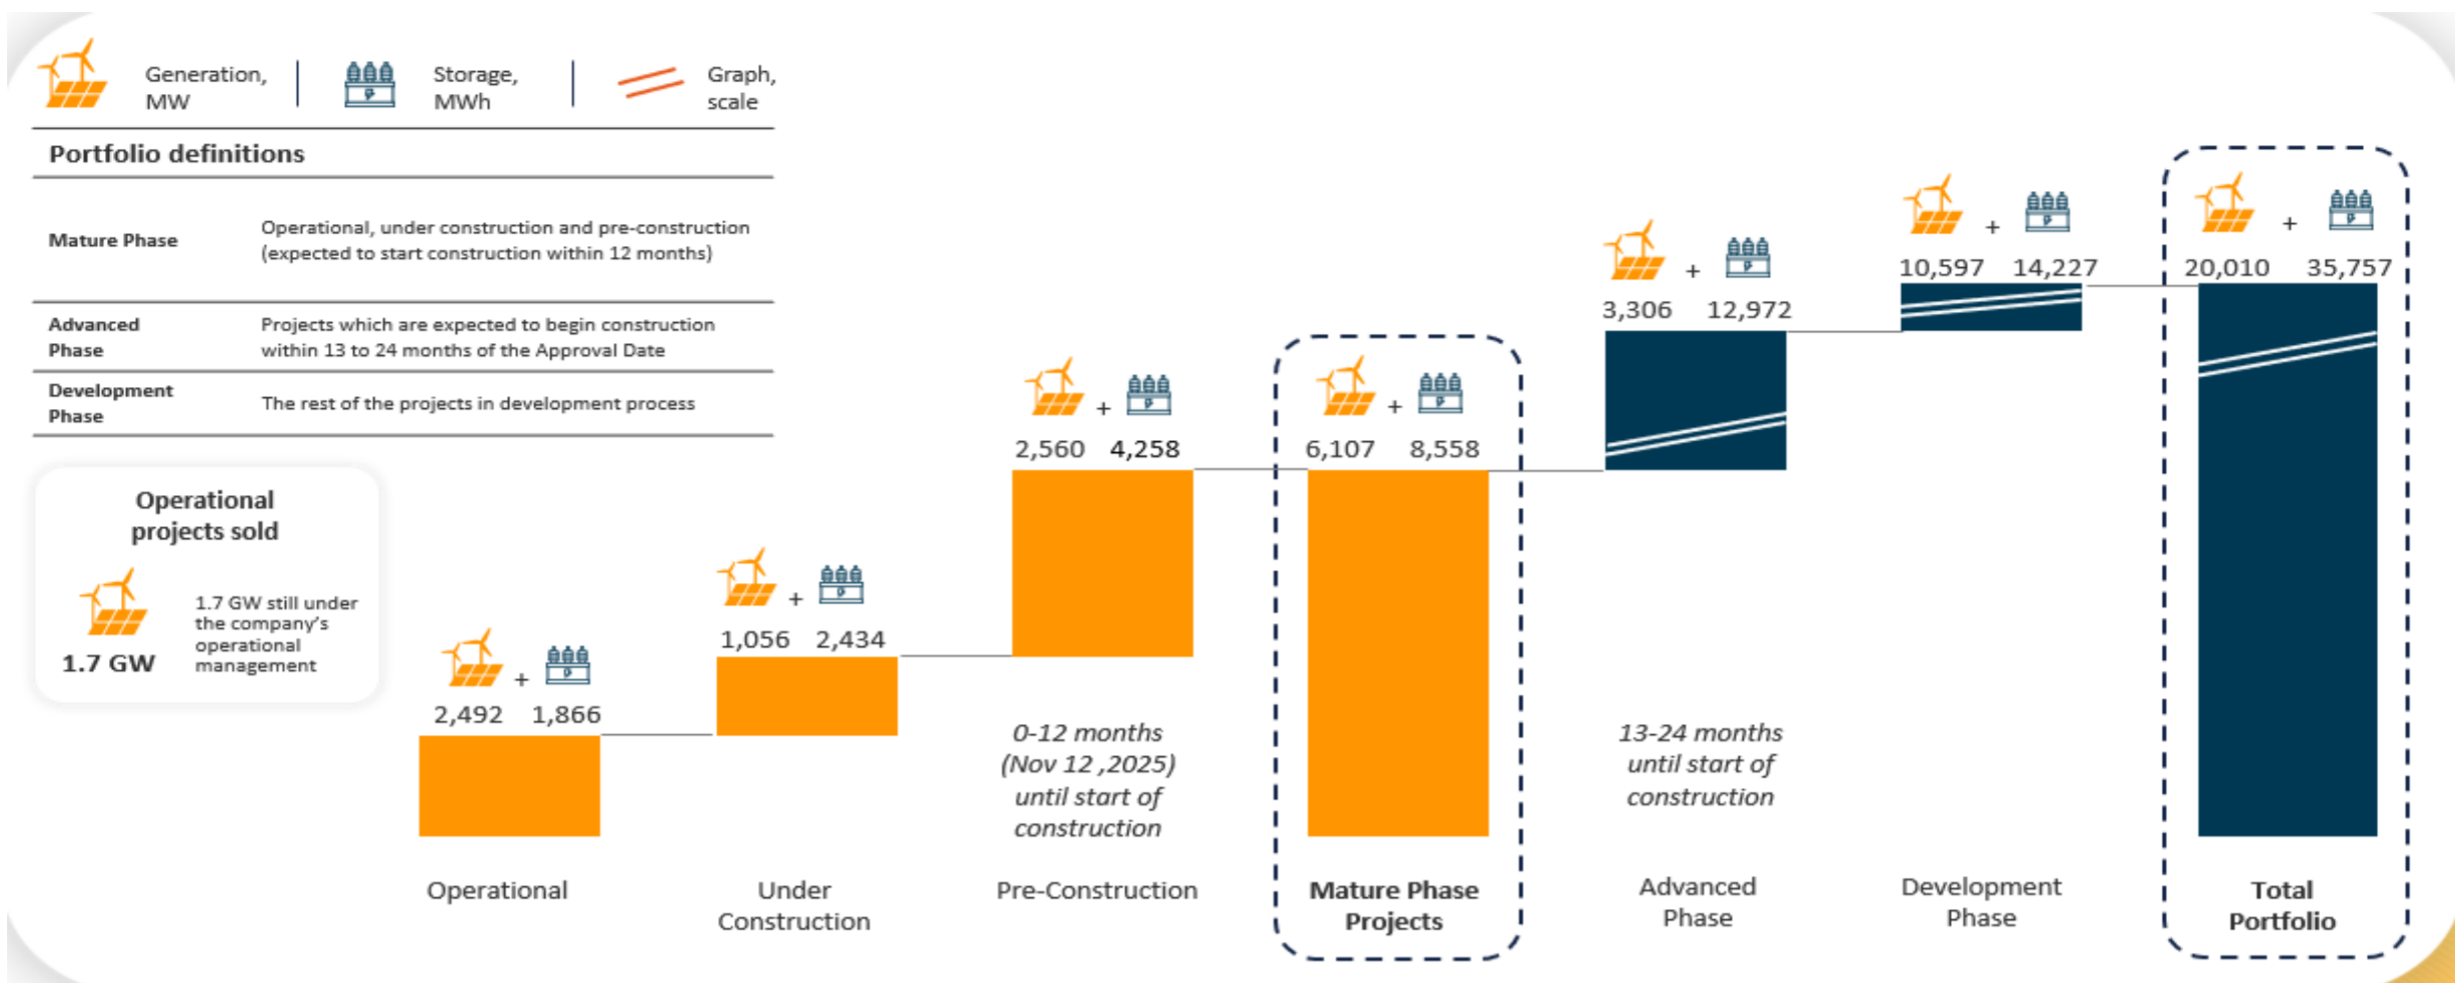 Generation,
MW
Storage,
MWh
Graph,
scale
Portfolio definitions
Mature Phase
Operational, under construction and pre-construction
(expected to start construction within 12 months)
Advanced
Phase
Projects which are expected to begin construction
within 13 to 24 months of the Approval Date
Development
Phase
The rest of the projects in development process
Operational
projects sold
1.7 GW
1.7 GW still under
the company's
operational
management
+
2,492 1,866
Operational
+
1,056 2,434
Under
Construction
+
2,560 4,258
0-12 months
(Nov 12 ,2025)
until start of
construction
Pre-Construction
+
6,107 8,558
Mature Phase
Projects
+
3,306 12,972
13-24 months
until start of
construction
Advanced
Phase
+
10,597 14,227
Development
Phase
+
20,010 35,757
Total
Portfolio